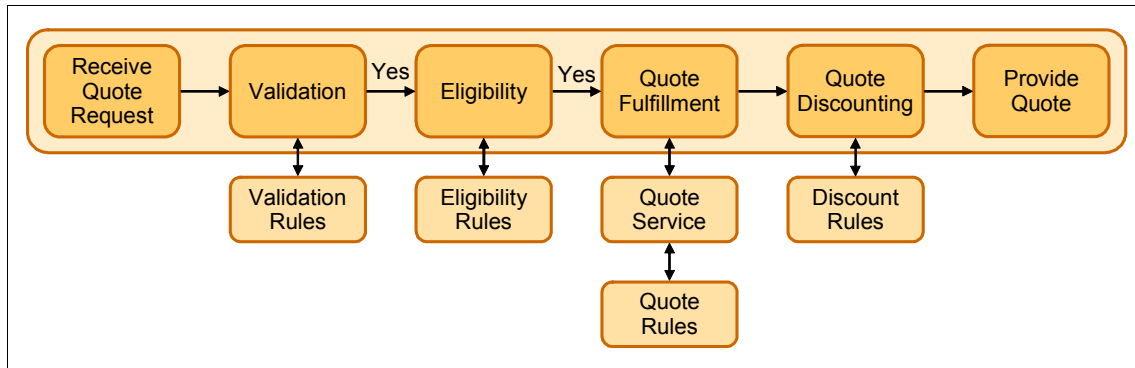 Receive
Quote
Request
Validation
Yes
Eligibility
Yes
Quote
Fulfillment
Quote
Discounting
Provide
Quote
Validation
Rules
Eligibility
Rules
Quote
Service
Discount
Rules
Quote
Rules